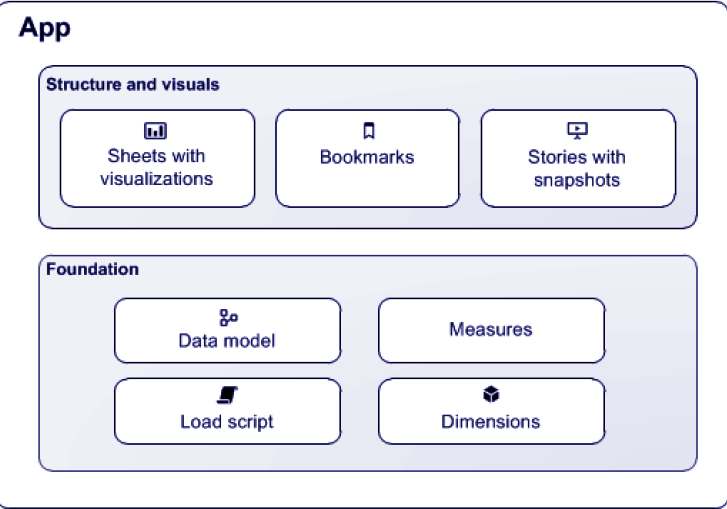 App
Structure and visuals
Sheets with
visualizations
Bookmarks
Stories with
snapshots
Foundation
Data model
Measures
Load script
Dimensions